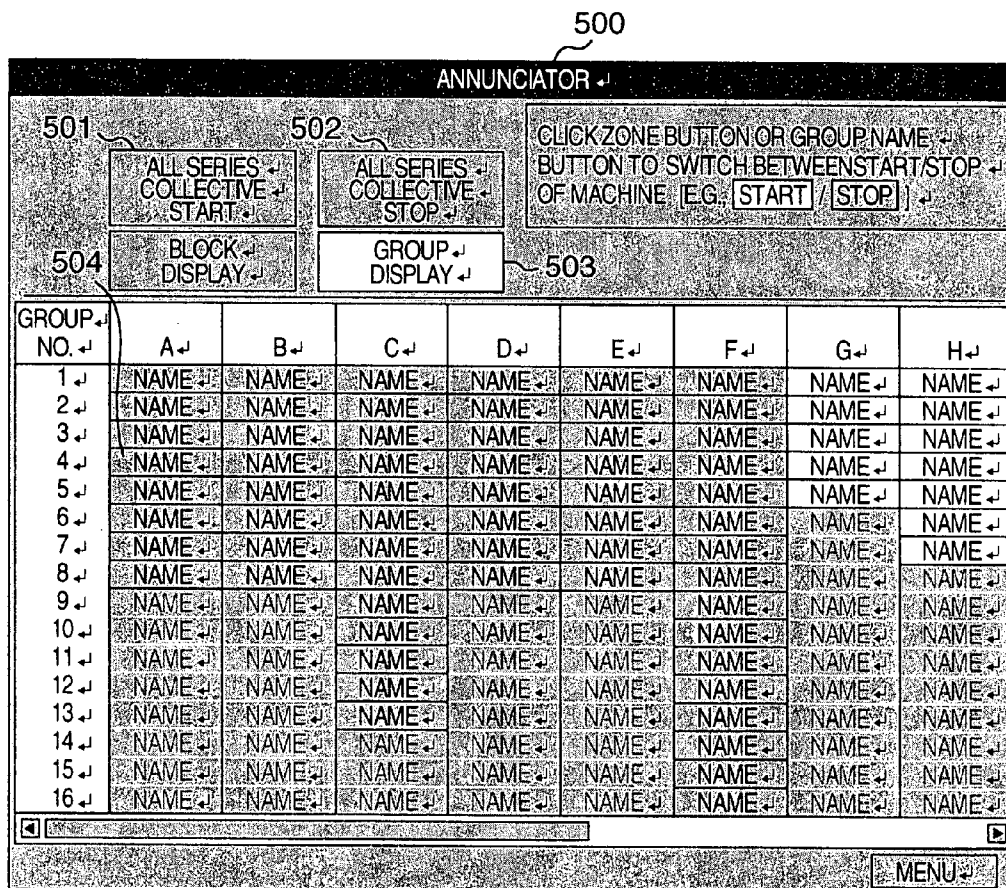 500
ANNUNCIATOR ↵
501
502
ALL SERIES ↵
COLLECTIVE ↵
START ↵
ALL SERIES ↵
COLLECTIVE ↵
STOP ↵
CLICK ZONE BUTTON OR GROUP NAME ↵
BUTTON TO SWITCH BETWEENSTART/STOP ↵
OF MACHINE [E.G., START / STOP ] ↵
504
BLOCK ↵
DISPLAY ↵
GROUP ↵
DISPLAY ↵
503
GROUP ↵
NO. ↵ A ↵ B ↵ C ↵ D ↵ E ↵ F ↵ G ↵ H ↵
1 ↵ NAME ↵ NAME ↵ NAME ↵ NAME ↵ NAME ↵ NAME ↵ NAME ↵ NAME ↵
2 ↵ NAME ↵ NAME ↵ NAME ↵ NAME ↵ NAME ↵ NAME ↵ NAME ↵ NAME ↵
3 ↵ NAME ↵ NAME ↵ NAME ↵ NAME ↵ NAME ↵ NAME ↵ NAME ↵ NAME ↵
4 ↵ NAME ↵ NAME ↵ NAME ↵ NAME ↵ NAME ↵ NAME ↵ NAME ↵ NAME ↵
5 ↵ NAME ↵ NAME ↵ NAME ↵ NAME ↵ NAME ↵ NAME ↵ NAME ↵ NAME ↵
6 ↵ NAME ↵ NAME ↵ NAME ↵ NAME ↵ NAME ↵ NAME ↵ NAME ↵ NAME ↵
7 ↵ NAME ↵ NAME ↵ NAME ↵ NAME ↵ NAME ↵ NAME ↵ NAME ↵ NAME ↵
8 ↵ NAME ↵ NAME ↵ NAME ↵ NAME ↵ NAME ↵ NAME ↵ NAME ↵ NAME ↵
9 ↵ NAME ↵ NAME ↵ NAME ↵ NAME ↵ NAME ↵ NAME ↵ NAME ↵ NAME ↵
10 ↵ NAME ↵ NAME ↵ NAME ↵ NAME ↵ NAME ↵ NAME ↵ NAME ↵ NAME ↵
11 ↵ NAME ↵ NAME ↵ NAME ↵ NAME ↵ NAME ↵ NAME ↵ NAME ↵ NAME ↵
12 ↵ NAME ↵ NAME ↵ NAME ↵ NAME ↵ NAME ↵ NAME ↵ NAME ↵ NAME ↵
13 ↵ NAME ↵ NAME ↵ NAME ↵ NAME ↵ NAME ↵ NAME ↵ NAME ↵ NAME ↵
14 ↵ NAME ↵ NAME ↵ NAME ↵ NAME ↵ NAME ↵ NAME ↵ NAME ↵ NAME ↵
15 ↵ NAME ↵ NAME ↵ NAME ↵ NAME ↵ NAME ↵ NAME ↵ NAME ↵ NAME ↵
16 ↵ NAME ↵ NAME ↵ NAME ↵ NAME ↵ NAME ↵ NAME ↵ NAME ↵ NAME ↵
MENU ↵